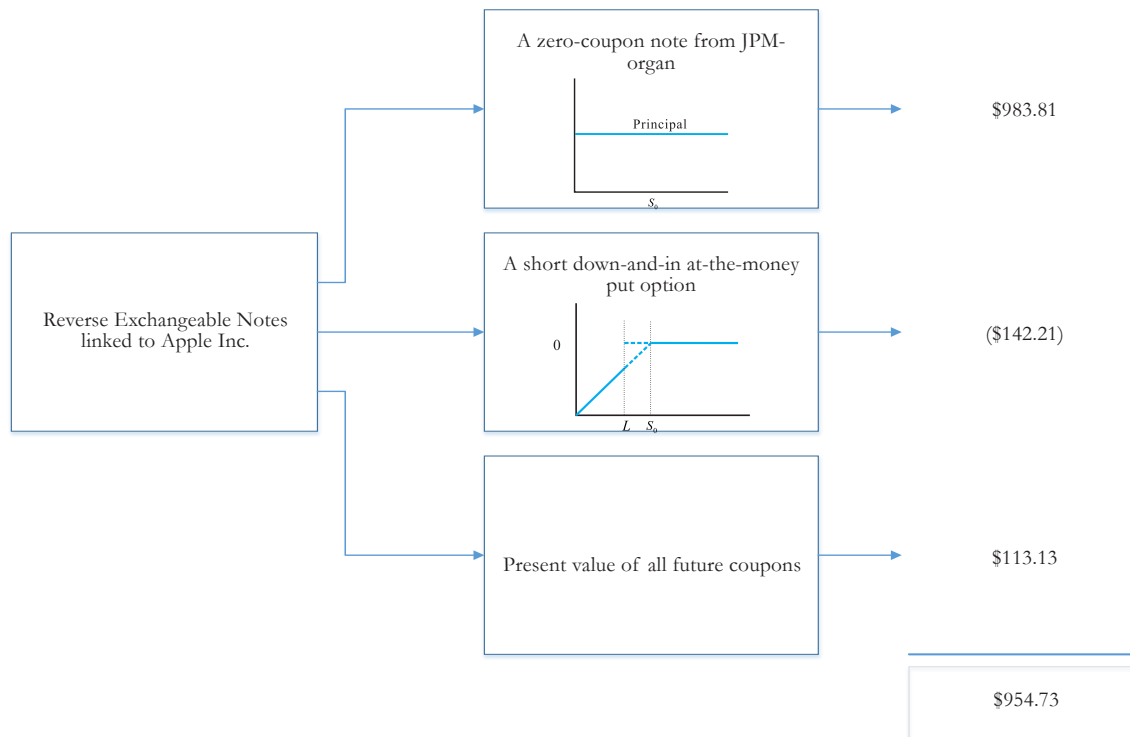 A zero-coupon note from JPM-
organ
Principal
S₀
$983.81
Reverse Exchangeable Notes
linked to Apple Inc.
A short down-and-in at-the-money
put option
0
L S₀
($142.21)
Present value of all future coupons
$113.13
$954.73